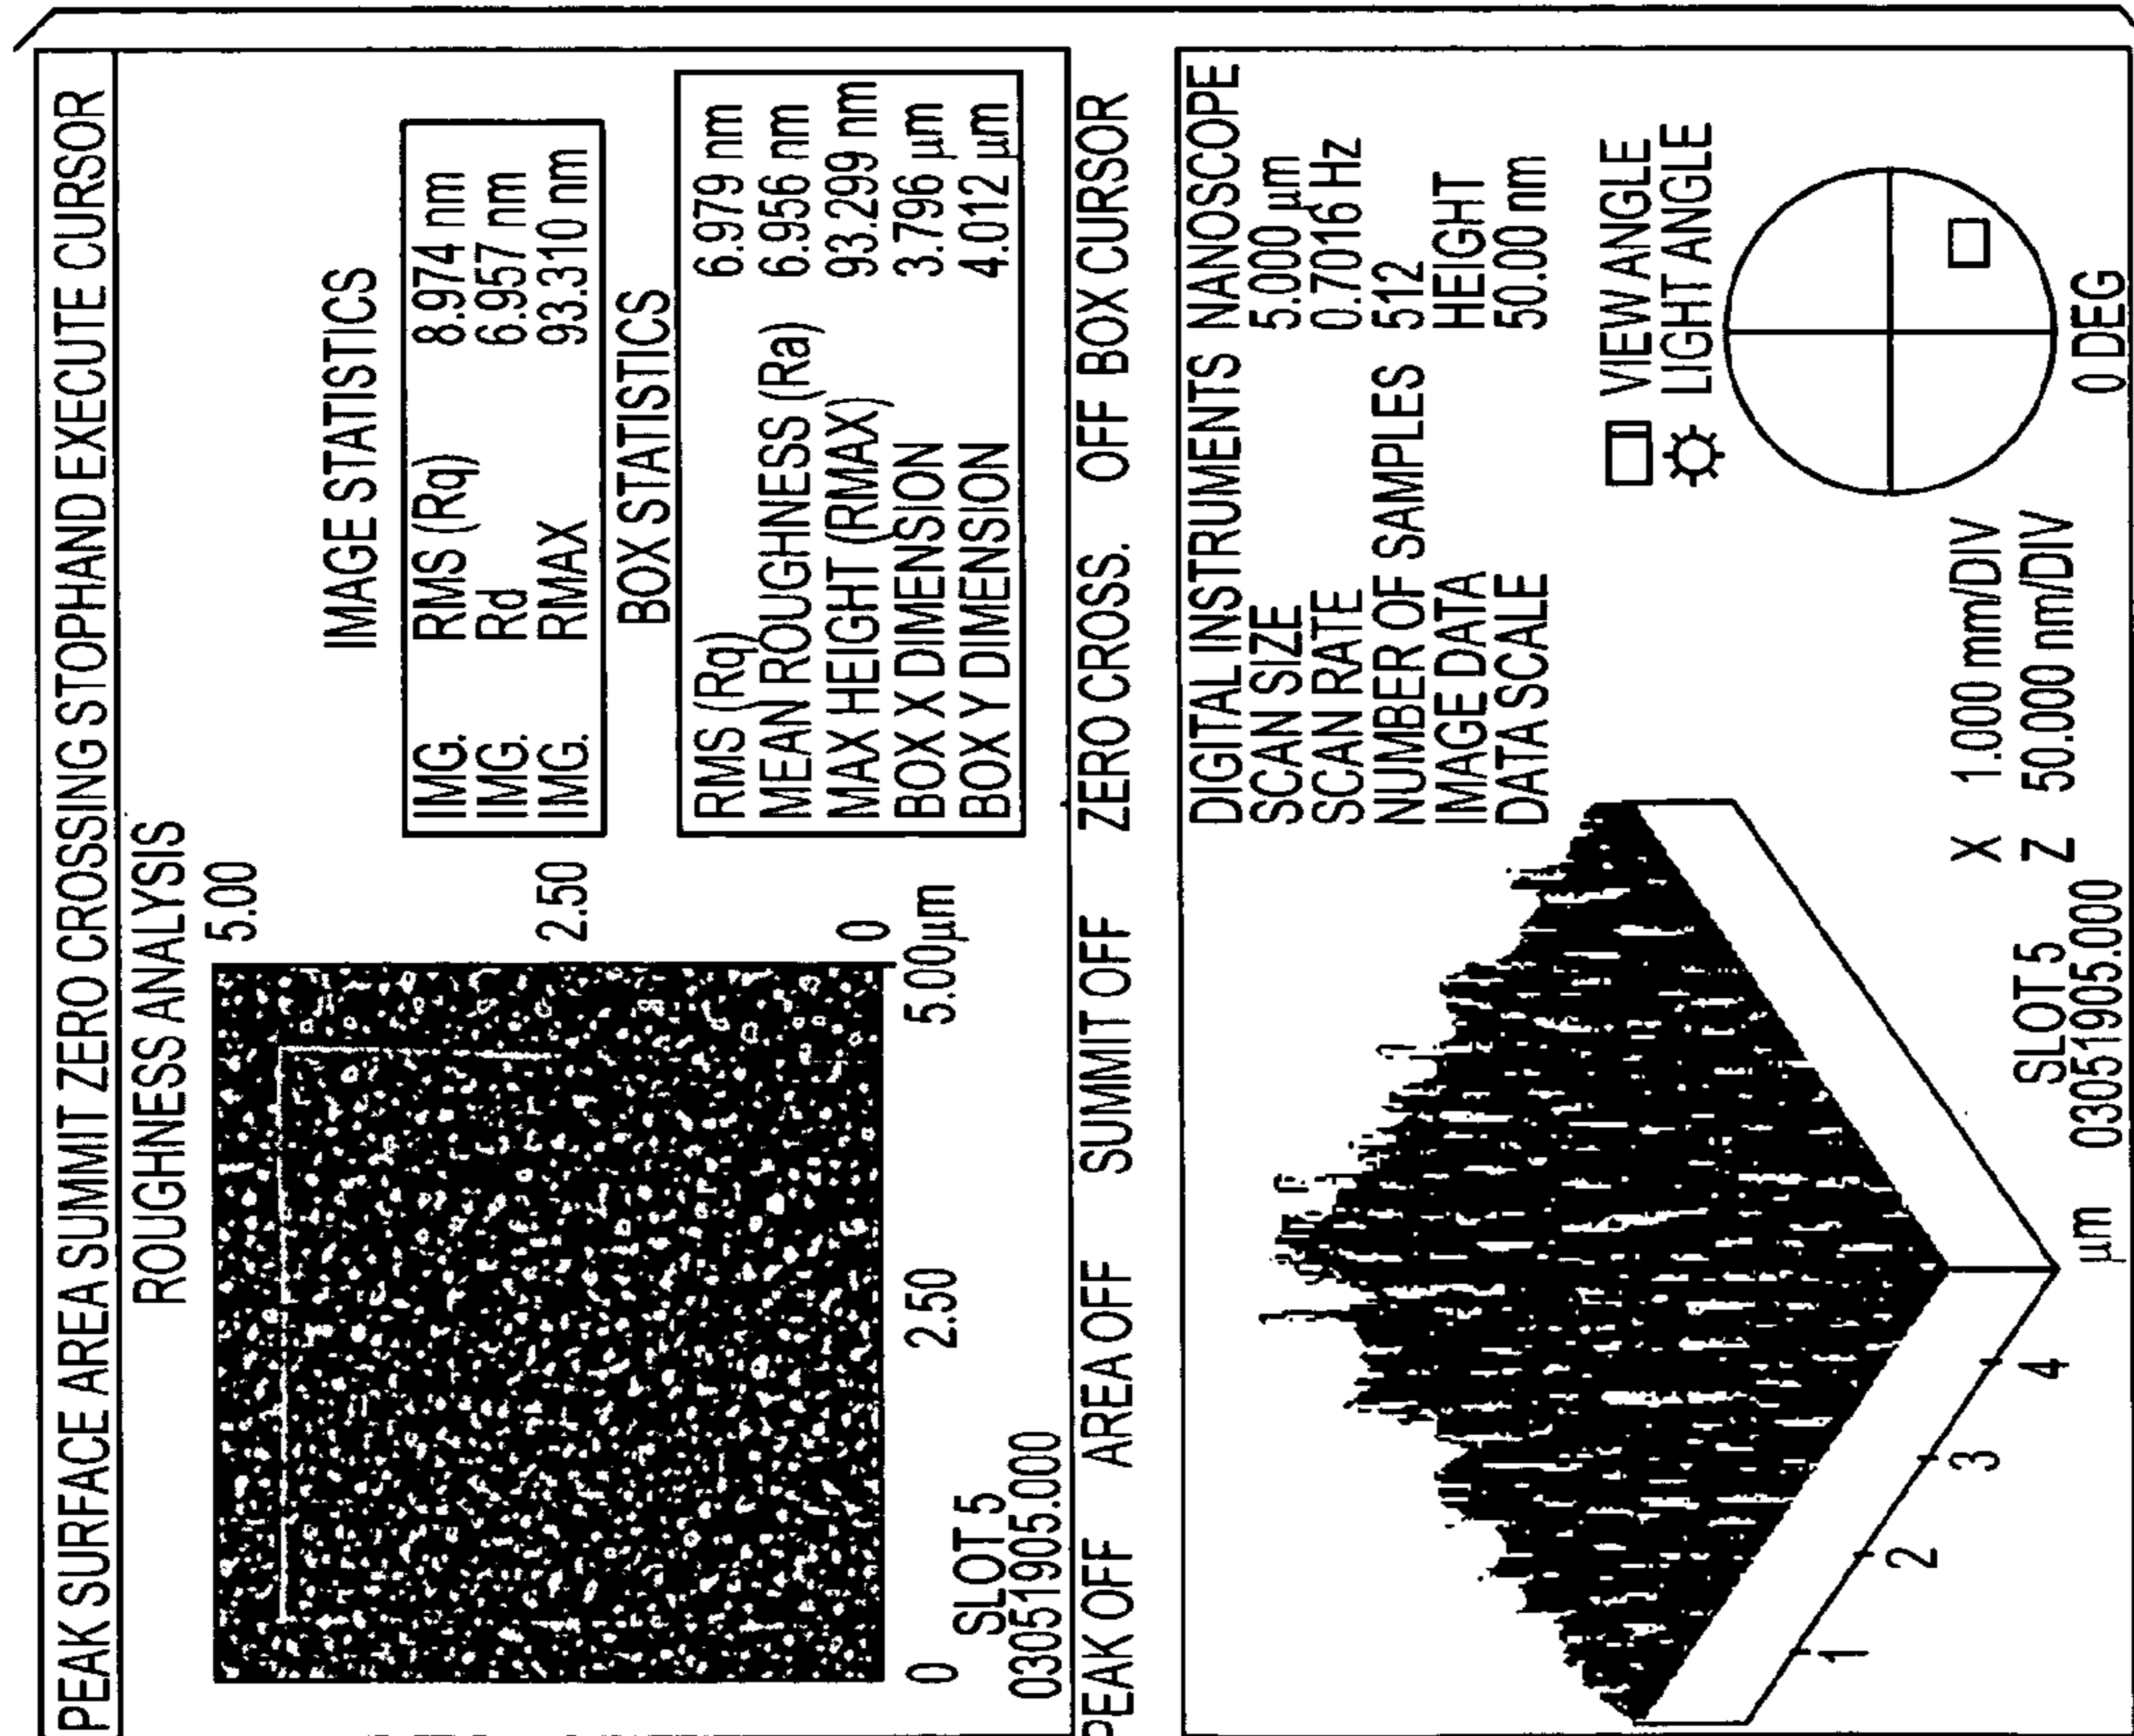 PEAK SURFACE AREA SUMMIT ZERO CROSSING STOPHAND EXECUTE CURSOR
ROUGHNESS ANALYSIS
5.00
2.50
0
0 2.50 5.00µm
SLOT 5
03051905.000
IMAGE STATISTICS
IMG. RMS (Rq) 8.974 nm
IMG. Rd 6.957 nm
IMG. RMAX 93.310 nm
BOX STATISTICS
RMS (Rq) 6.979 nm
MEAN ROUGHNESS (Ra) 6.956 nm
MAX HEIGHT (RMAX) 93.299 nm
BOX X DIMENSION 3.796 µm
BOX Y DIMENSION 4.012 µm
PEAK OFF AREA OFF SUMMIT OFF ZERO CROSS. OFF BOX CURSOR
DIGITAL INSTRUMENTS NANOSCOPE
SCAN SIZE 5.000 µm
SCAN RATE 0.7016 Hz
NUMBER OF SAMPLES 512
IMAGE DATA HEIGHT
DATA SCALE 50.00 nm
VIEW ANGLE
LIGHT ANGLE
0 DEG
X 1.000 mm/DIV
Z 50.000 nm/DIV
1
2
3
4
µm
SLOT 5
03051905.000